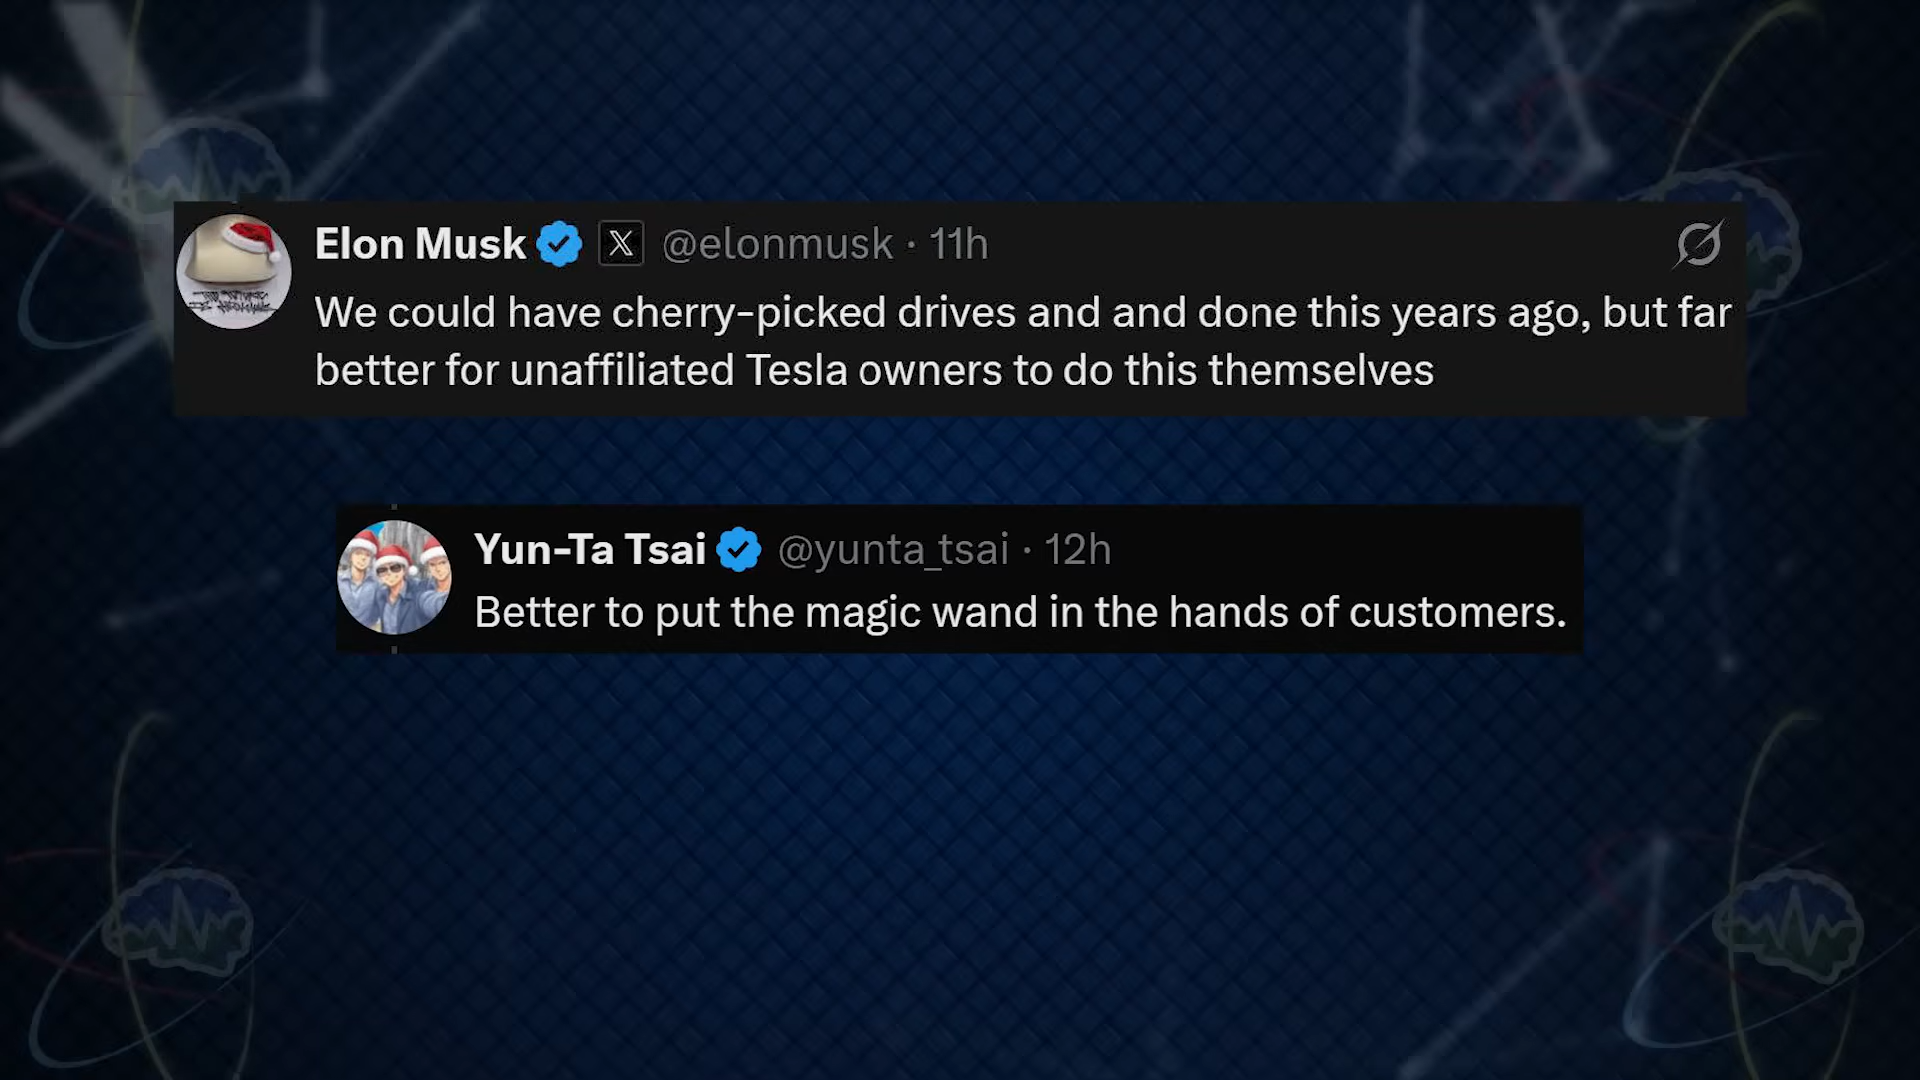 Elon Musk @elonmusk · 11h
We could have cherry-picked drives and and done this years ago, but far
better for unaffiliated Tesla owners to do this themselves
Yun-Ta Tsai @yunta_tsai · 12h
Better to put the magic wand in the hands of customers.